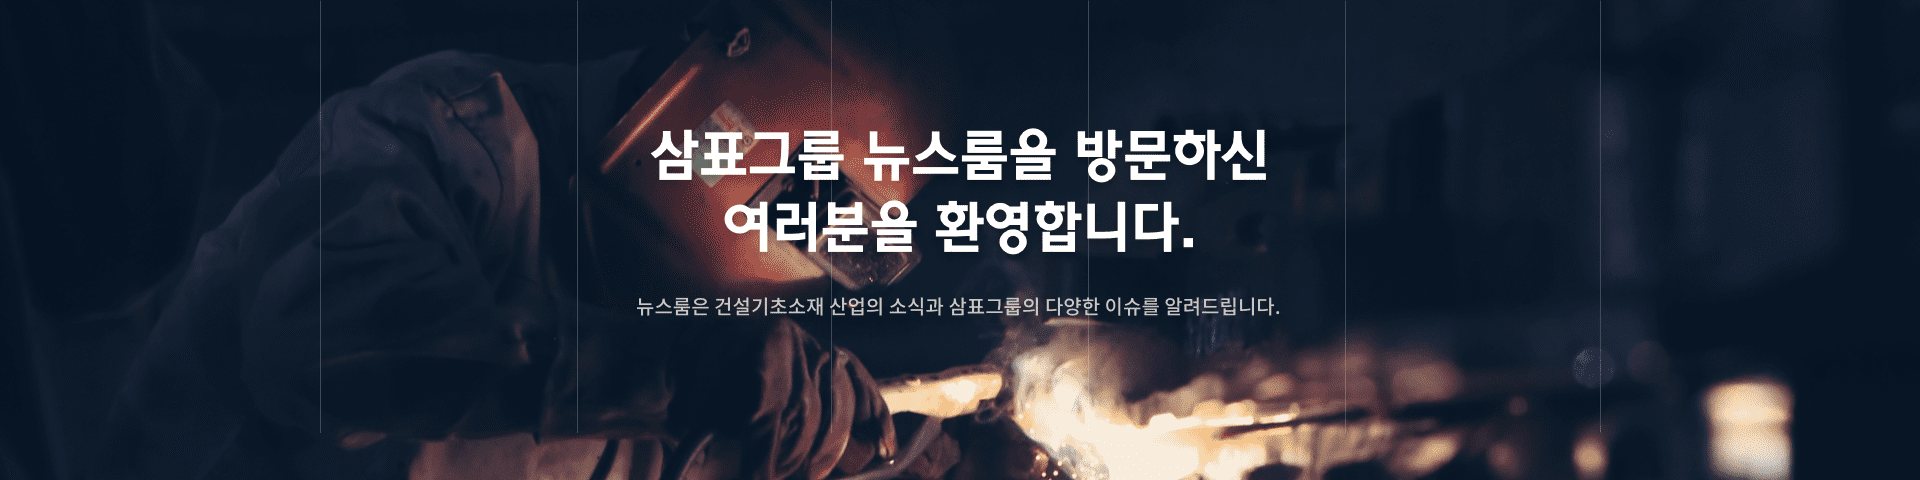 삼표그룹 뉴스룸을 방문하신
여러분을 환영합니다.
뉴스룸은 건설기초소재 산업의 소식과 삼표그룹의 다양한 이슈를 알려드립니다.